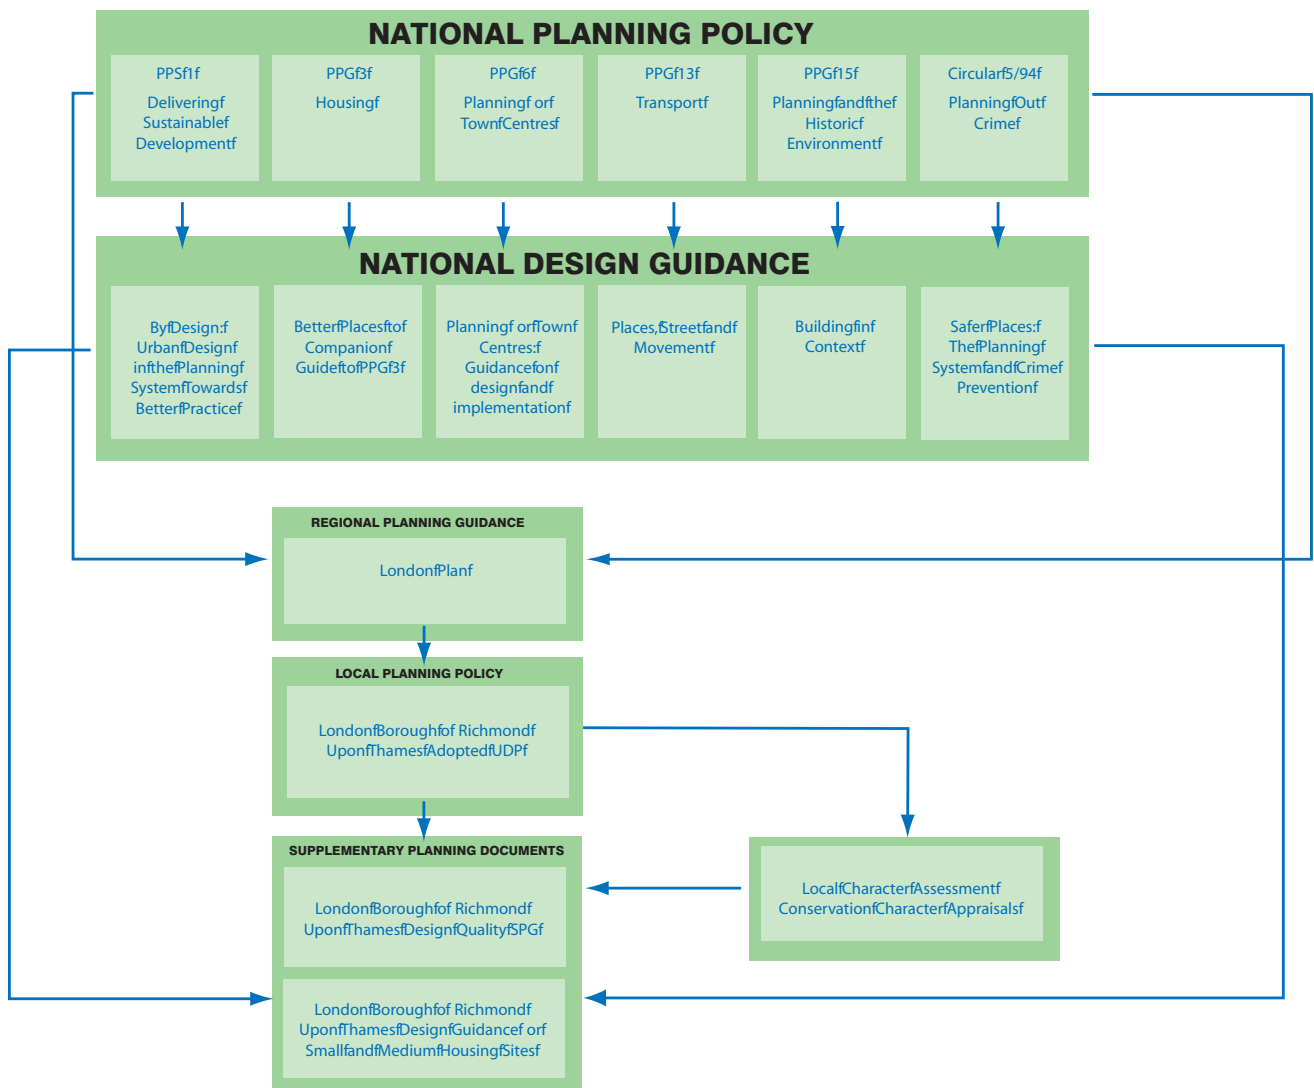 NATIONAL PLANNING POLICY
PPSf1f
Deliveringf
Sustainablef
Developmentf
PPGf3f
Housingf
PPGf6f
Planningf orf
TownfCentresf
PPGf13f
Transportf
PPGf15f
Planningfandfthef
Historicf
Environmentf
Circularf5/94f
PlanningfOutf
Crimef
NATIONAL DESIGN GUIDANCE
ByfDesign:f
UrbanfDesignf
infthefPlanningf
SystemfTowardsf
BetterfPracticef
BetterfPlacesftof
Companionf
GuideftofPPGf3f
Planningf orfTownf
Centres:f
Guidancefonf
designfandf
implementationf
Places,fStreetfandf
Movementf
Buildingfinf
Contextf
SaferfPlaces:f
ThefPlanningf
SystemfandfCrimef
Preventionf
REGIONAL PLANNING GUIDANCE
LondonfPlanf
LOCAL PLANNING POLICY
LondonfBoroughfof Richmondf
UponfThamesfAdoptedfUDPf
SUPPLEMENTARY PLANNING DOCUMENTS
LondonfBoroughfof Richmondf
UponfThamesfDesignfQualityfSPGf
LocalfCharacterfAssessmentf
ConservationfCharacterfAppraisalsf
LondonfBoroughfof Richmondf
UponfThamesfDesignfGuidancef orf
SmallfandfMediumfHousingfSitesf